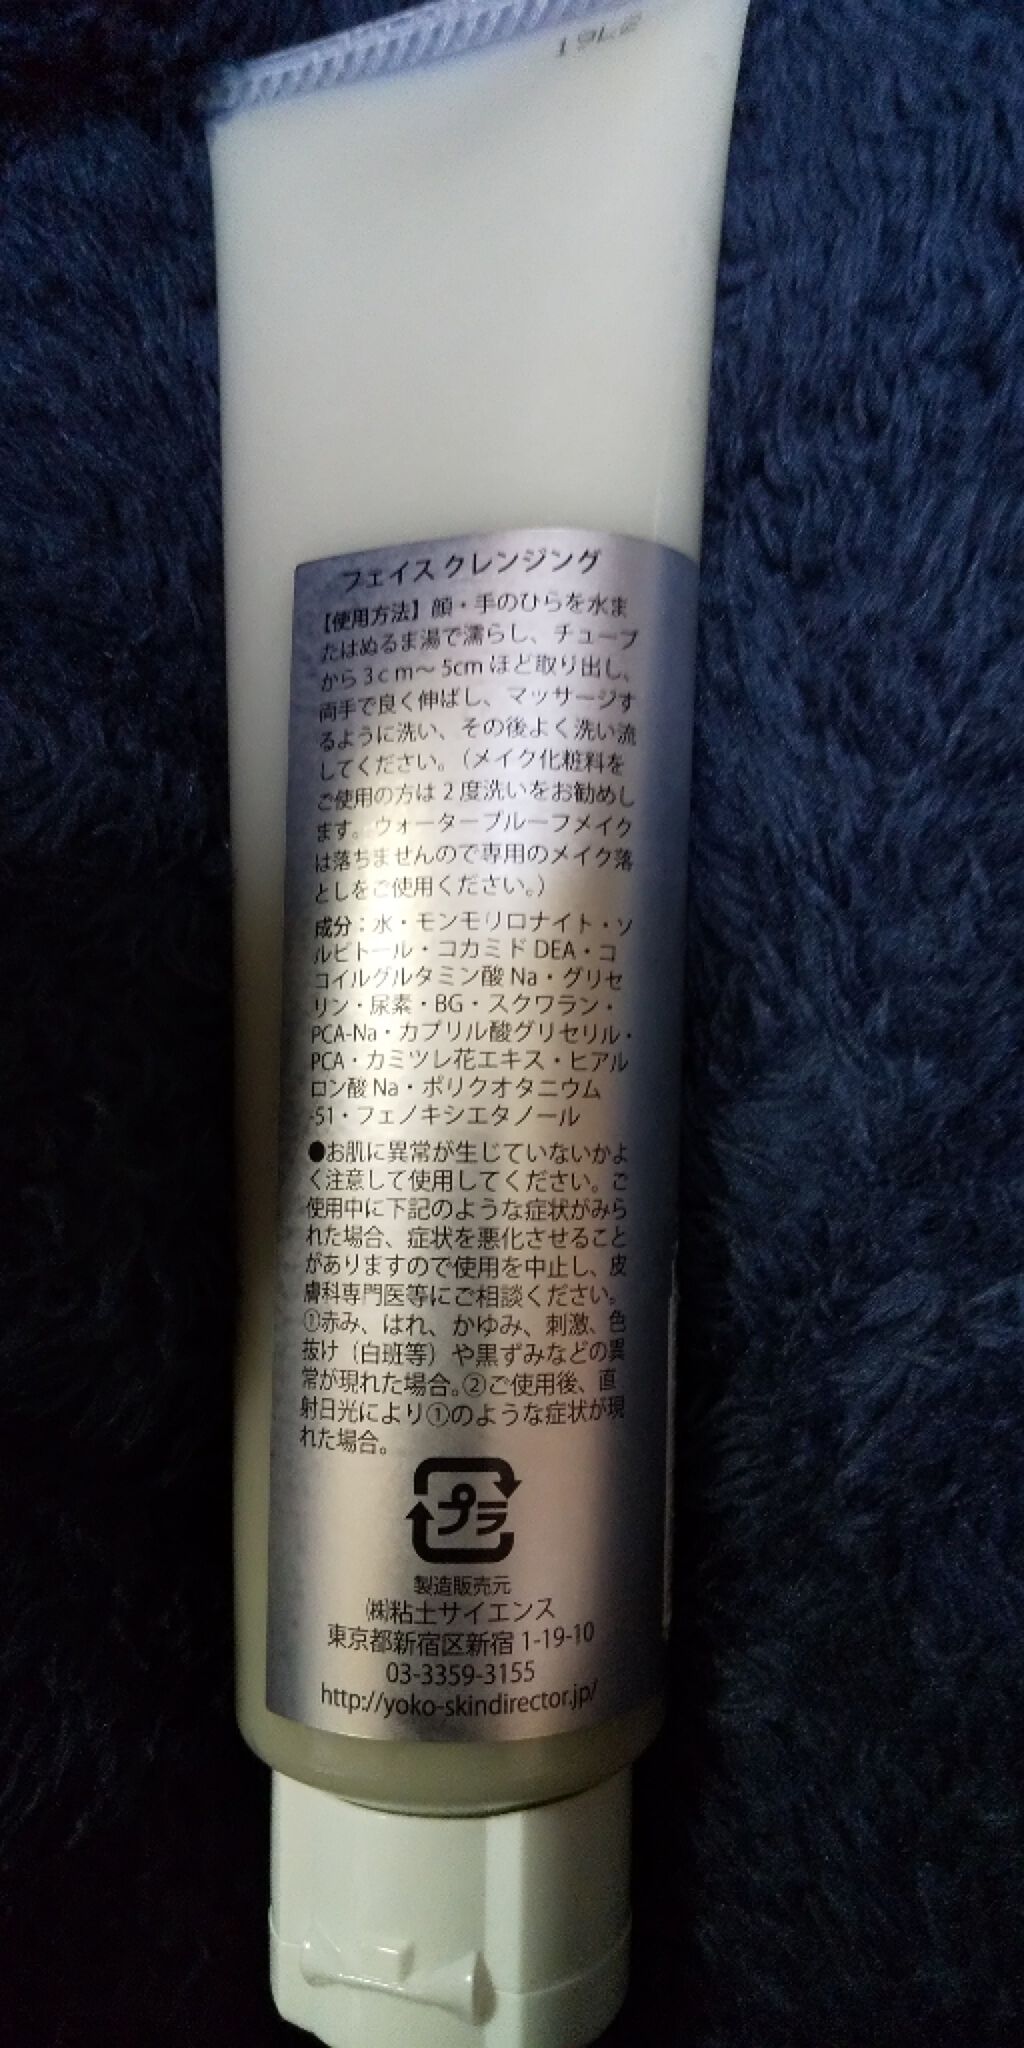 フェイス クレンジング
【使用方法】顔・手のひらを水ま
たはぬるま湯で濡らし、チューブ
から3ｃm～5cmほど取り出し、
両手で良く伸ばし、マッサージす
るように洗い、その後よく洗い流
してください。（メイク化粧料を
ご使用の方は2度洗いをお勧めし
ます。ウォータープルーフメイク
は落ちませんので専用のメイク落
としをご使用ください。）
成分：水・モンモリロナイト・ソ
ルビトール・コカミドDEA・コ
コイルグルタミン酸Na・グリセ
リン・尿素・BG・スクワラン・
PCA-Na・カプリル酸グリセリル・
PCA・カミツレ花エキス・ヒアル
ロン酸Na・ポリクオタニウム
-51・フェノキシエタノール
●お肌に異常が生じていないかよ
く注意して使用してください。ご
使用中に下記のような症状がみら
れた場合、症状を悪化させること
がありますので使用を中止し、皮
膚科専門医等にご相談ください。
①赤み、はれ、かゆみ、刺激、色
抜け（白斑等）や黒ずみなどの異
常が現れた場合。②ご使用後、直
射日光により①のような症状が現
れた場合。
プラ
製造販売元
㈱粘土サイエンス
東京都新宿区新宿1-19-10
03-3359-3155
http://yoko-skindirector.jp/